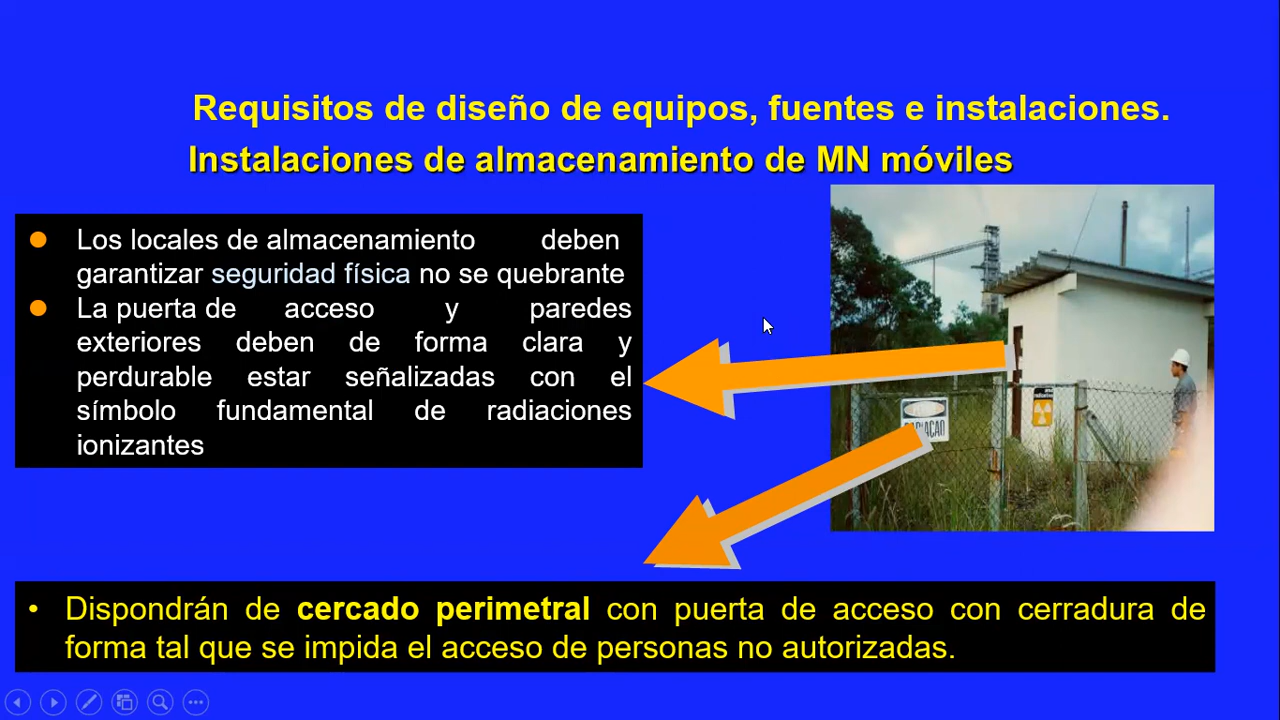 Requisitos de diseño de equipos, fuentes e instalaciones.
Instalaciones de almacenamiento de MN móviles
Los locales de almacenamiento deben
garantizar seguridad física no se quebrante
La puerta de acceso y paredes
exteriores deben de forma clara y
perdurable estar señalizadas con el
símbolo fundamental de radiaciones
ionizantes
• Dispondrán de cercado perimetral con puerta de acceso con cerradura de
forma tal que se impida el acceso de personas no autorizadas.